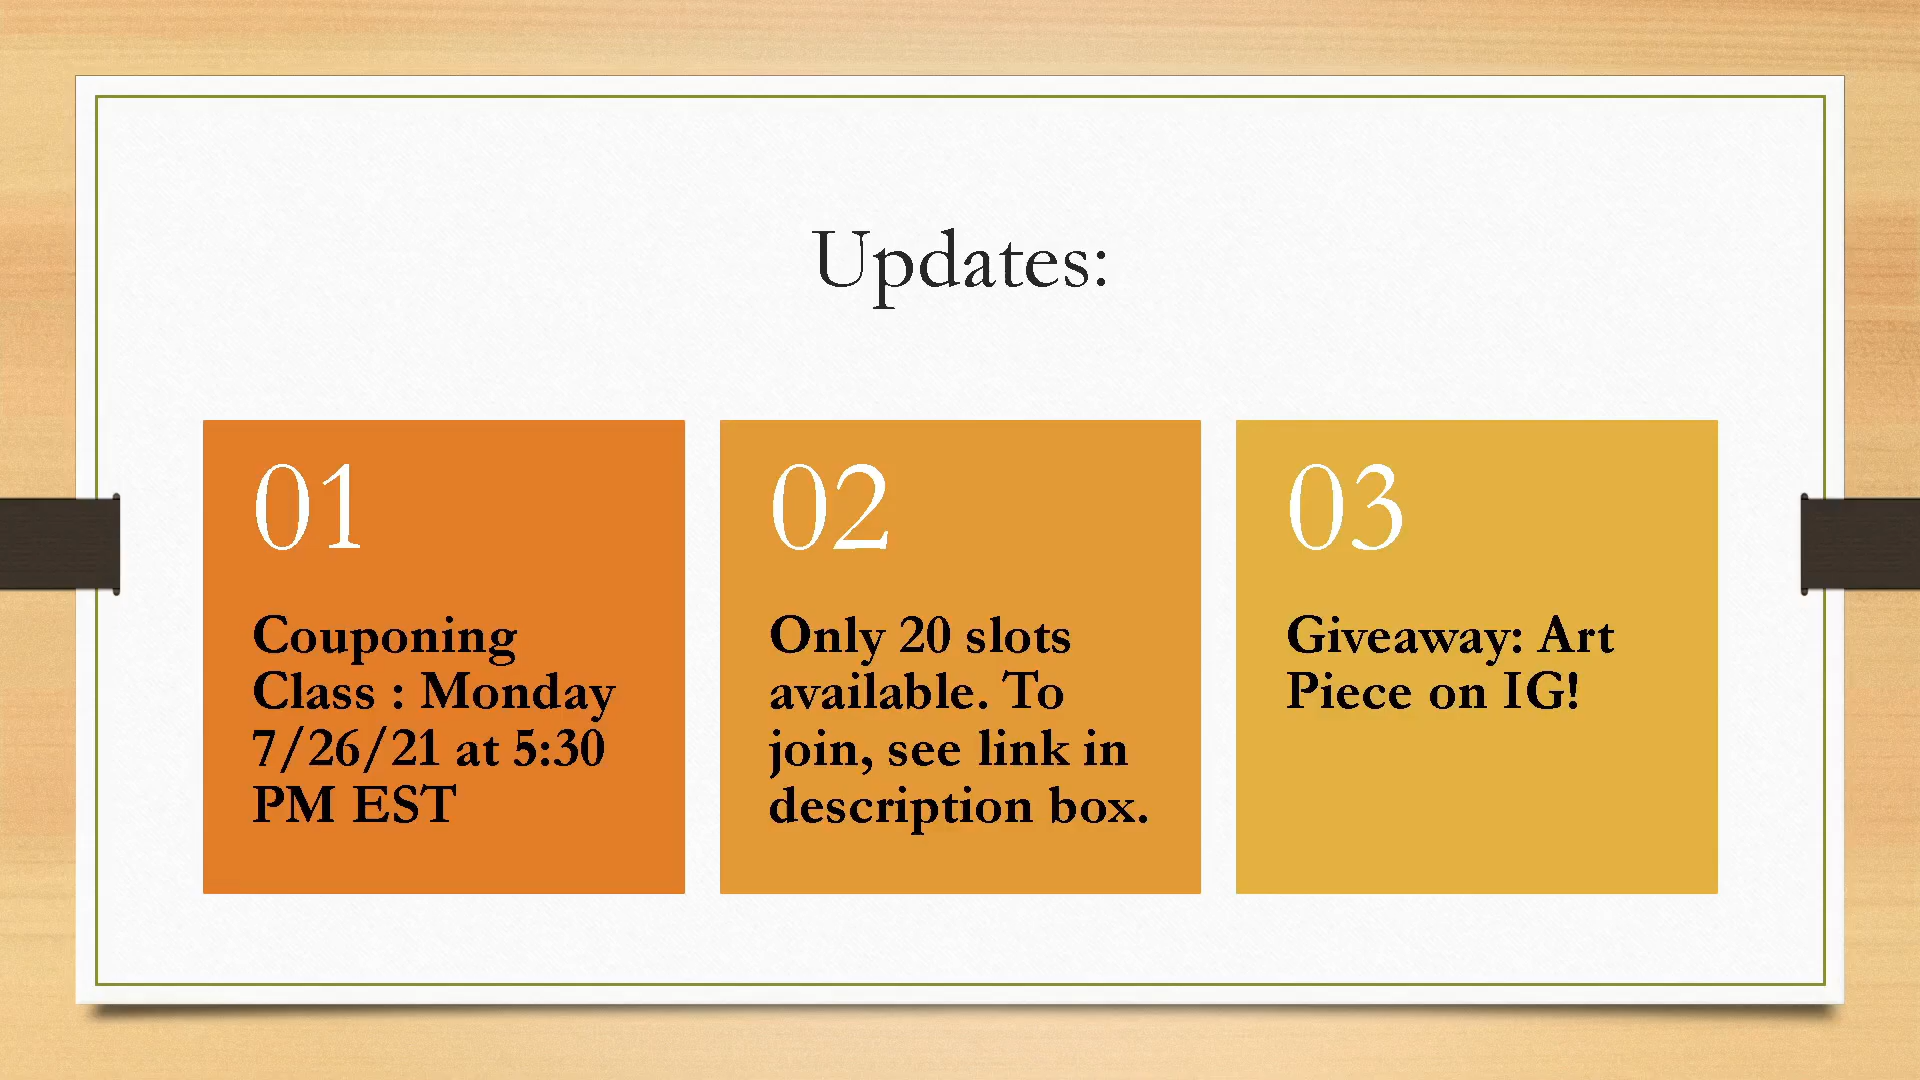 Updates:
01
Couponing
Class : Monday
7/26/21 at 5:30
PM EST
02
Only 20 slots
available. To
join, see link in
description box.
03
Giveaway: Art
Piece on IG!